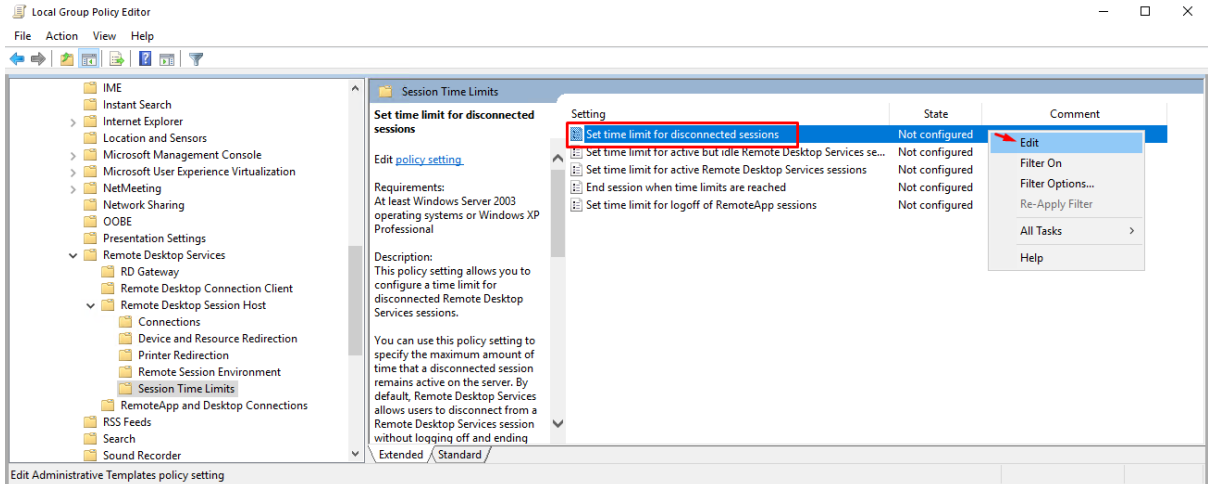 Local Group Policy Editor
File Action View Help
IME
Instant Search
Internet Explorer
Location and Sensors
Microsoft Management Console
Microsoft User Experience Virtualization
NetMeeting
Network Sharing
OOBE
Presentation Settings
Remote Desktop Services
RD Gateway
Remote Desktop Connection Client
Remote Desktop Session Host
Connections
Device and Resource Redirection
Printer Redirection
Remote Session Environment
Session Time Limits
RemoteApp and Desktop Connections
RSS Feeds
Search
Sound Recorder
Session Time Limits
Set time limit for disconnected
sessions
Edit policy setting
Requirements:
At least Windows Server 2003
operating systems or Windows XP
Professional
Description:
This policy setting allows you to
configure a time limit for
disconnected Remote Desktop
Services sessions.
You can use this policy setting to
specify the maximum amount of
time that a disconnected session
remains active on the server. By
default, Remote Desktop Services
allows users to disconnect from a
Remote Desktop Services session
without logging off and ending
Setting State Comment
Set time limit for disconnected sessions Not configured
Set time limit for active but idle Remote Desktop Services se... Not configured
Set time limit for active Remote Desktop Services sessions Not configured
End session when time limits are reached Not configured
Set time limit for logoff of RemoteApp sessions Not configured
Edit
Filter On
Filter Options...
Re-Apply Filter
All Tasks
Help
Extended Standard
Edit Administrative Templates policy setting